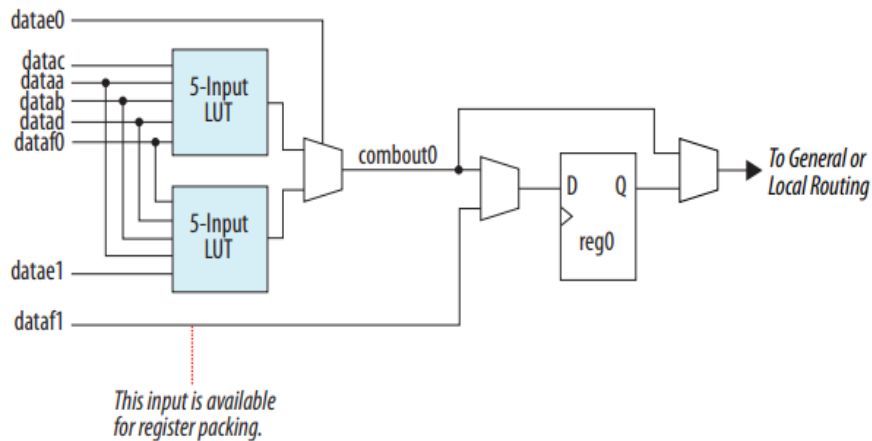 datae0
datac
dataa
datab
datad
dataf0
5-Input
LUT
combout0
To General or
Local Routing
D Q
reg0
5-Input
LUT
datae1
dataf1
This input is available
for register packing.